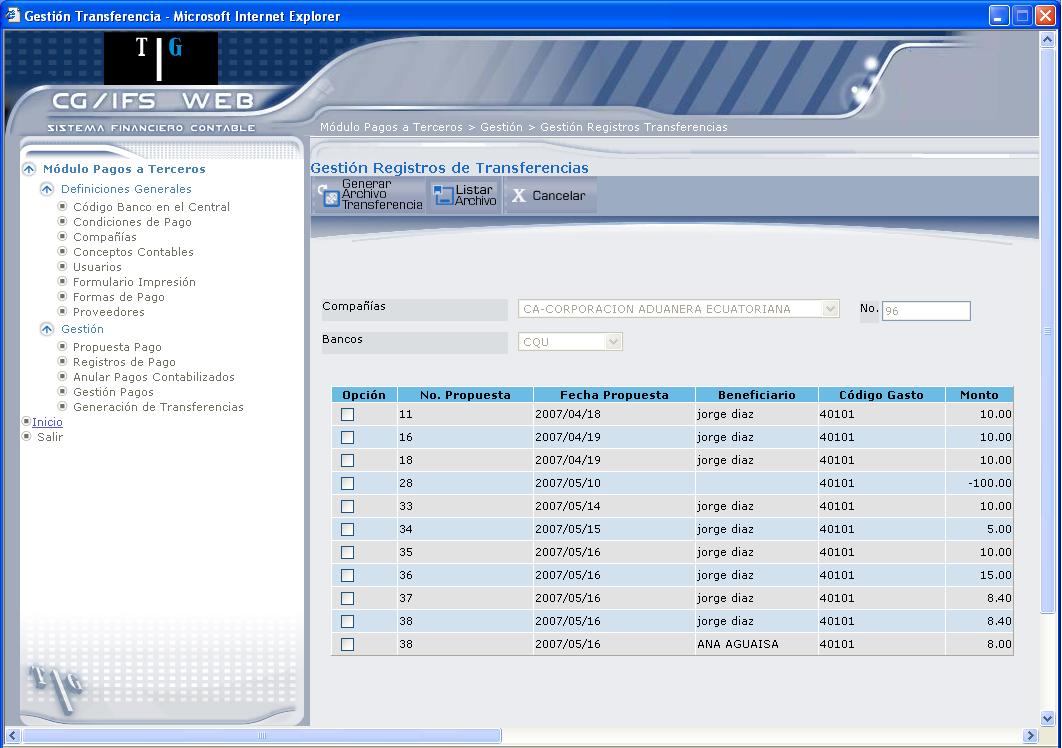 Gestión Transferencia - Microsoft Internet Explorer
T G
CG/IFS WEB
SISTEMA FINANCIERO CONTABLE
Módulo Pagos a Terceros > Gestión > Gestión Registros Transferencias
Módulo Pagos a Terceros
Definiciones Generales
Código Banco en el Central
Condiciones de Pago
Compañías
Conceptos Contables
Usuarios
Formulario Impresión
Formas de Pago
Proveedores
Gestión
Propuesta Pago
Registros de Pago
Anular Pagos Contabilizados
Gestión Pagos
Generación de Transferencias
Inicio
Salir
T G
Gestión Registros de Transferencias
Generar
Archivo
Transferencia
Listar
Archivo
X Cancelar
Compañías CA-CORPORACION ADUANERA ECUATORIANA No. 96
Bancos CQU
Opción No. Propuesta Fecha Propuesta Beneficiario Código Gasto Monto
11 2007/04/18 jorge diaz 40101 10.00
16 2007/04/19 jorge diaz 40101 10.00
18 2007/04/19 jorge diaz 40101 10.00
28 2007/05/10 40101 -100.00
33 2007/05/14 jorge diaz 40101 10.00
34 2007/05/15 jorge diaz 40101 5.00
35 2007/05/16 jorge diaz 40101 10.00
36 2007/05/16 jorge diaz 40101 15.00
37 2007/05/16 jorge diaz 40101 8.40
38 2007/05/16 jorge diaz 40101 8.40
38 2007/05/16 ANA AGUAISA 40101 8.00